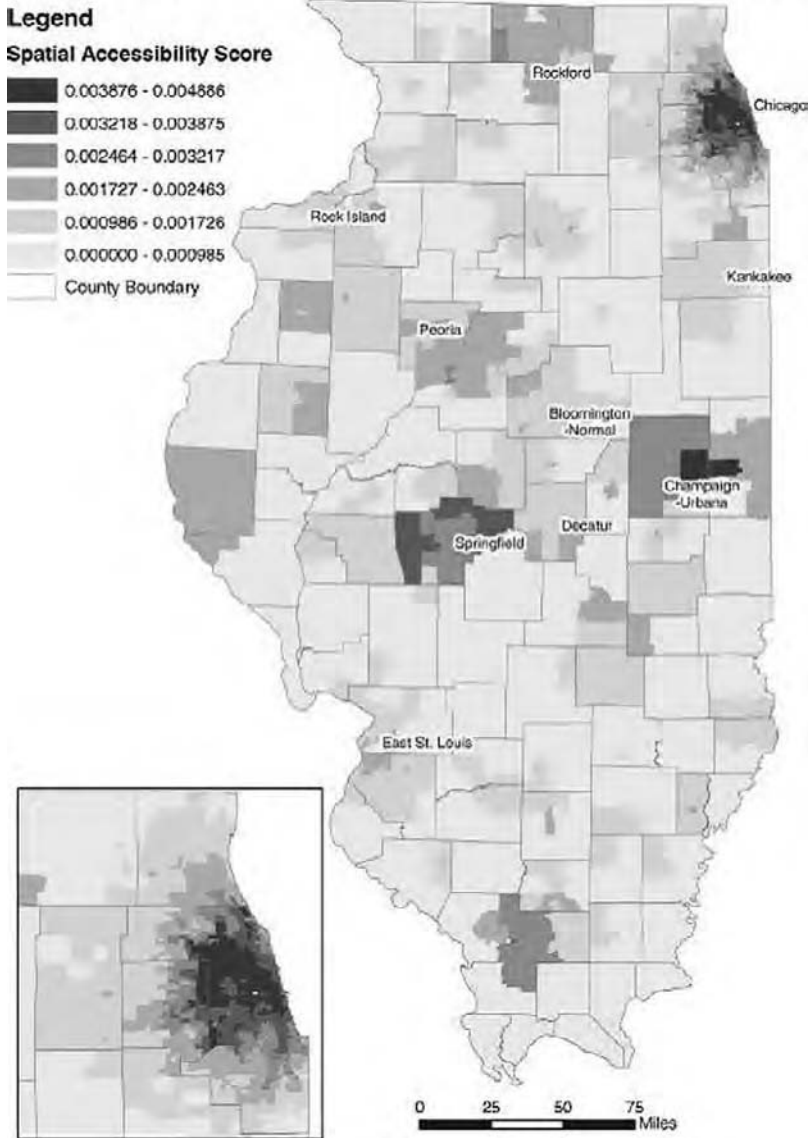 Legend
Spatial Accessibility Score
0.003876 - 0.004886
0.003218 - 0.003875
0.002464 - 0.003217
0.001727 - 0.002463
0.000986 - 0.001726
0.000000 - 0.000985
County Boundary
Rockford
Chicago
Rock Island
Kankakee
Peoria
Bloomington
-Normal
Champaign
-Urbana
Decatur
Springfield
East St. Louis
0 25 50 75
Miles